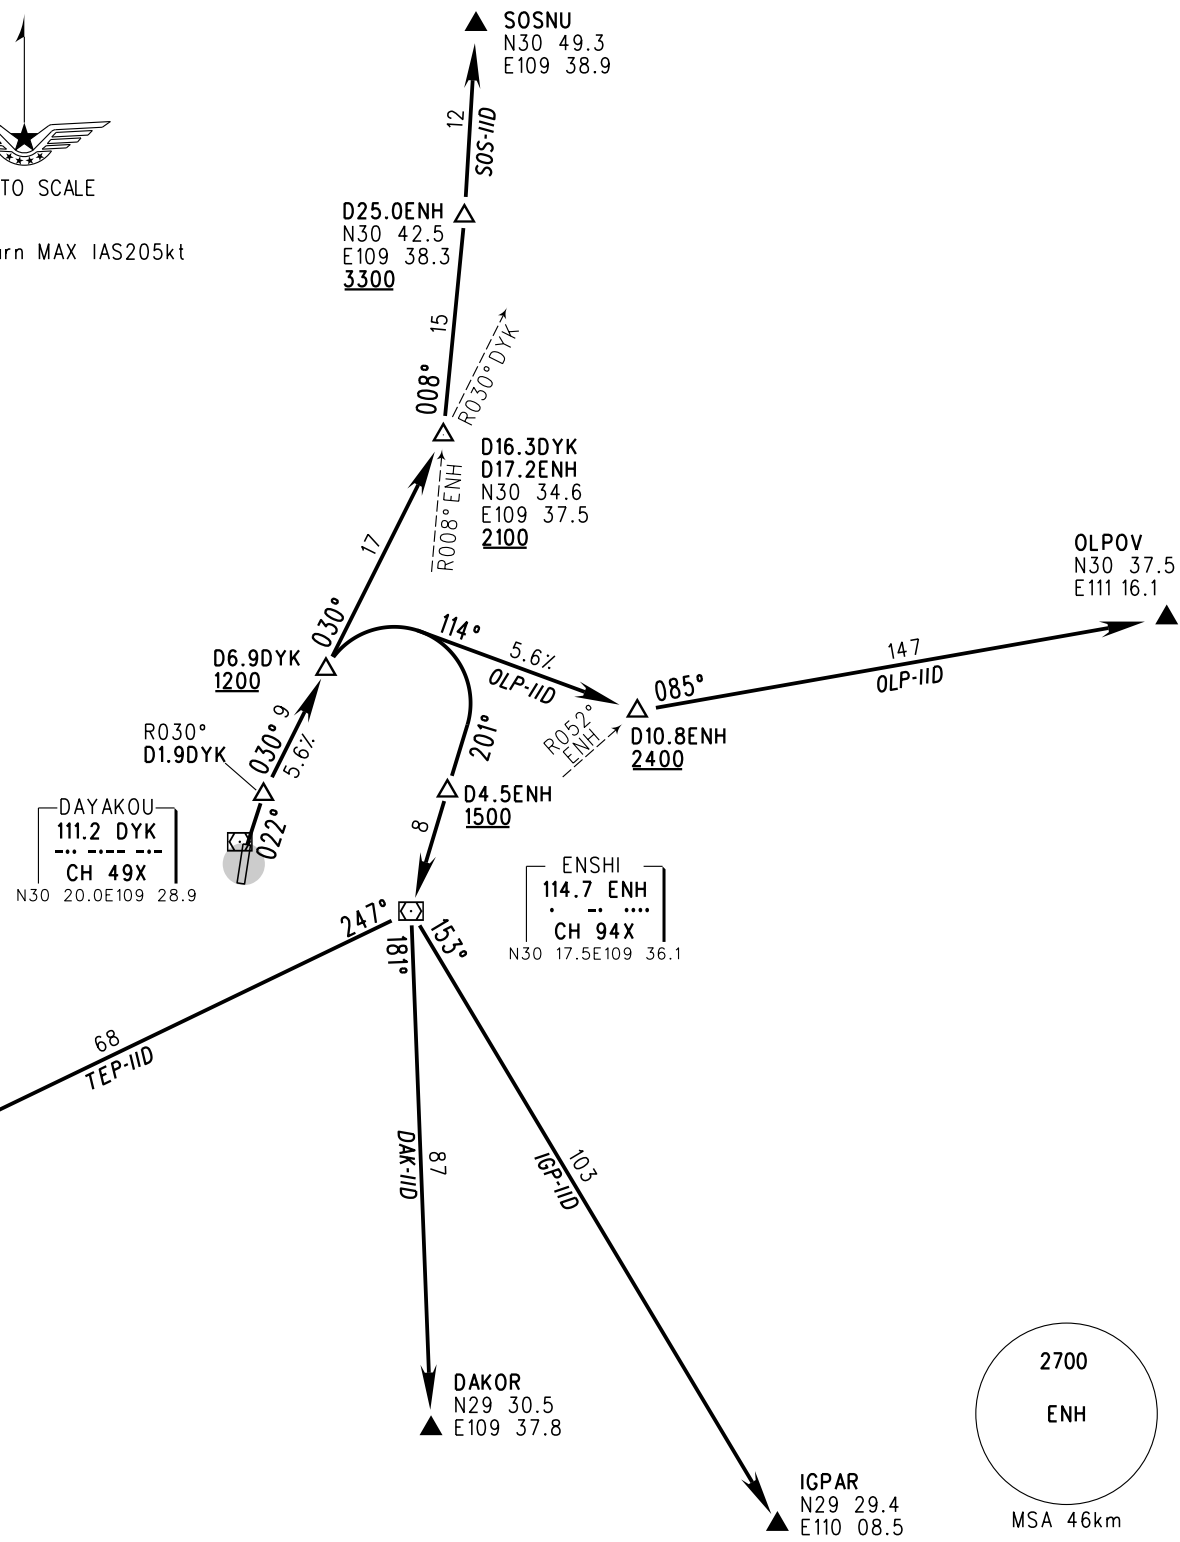 SOSNU
N30 49.3
E109 38.9
12
SOS-IID
TO SCALE
MAX IAS205kt
D25.0ENH
N30 42.5
E109 38.3
3300
15
008°
R030°DYK
D16.3DYK
D17.2ENH
N30 34.6
E109 37.5
2100
R008°ENH
17
030°
OLPOV
N30 37.5
E111 16.1
147
OLP-IID
085°
114°
5.6%
OLP-IID
D6.9DYK
1200
R052°
ENH
D10.8ENH
2400
R030°
D1.9DYK
030° 9
5.6%
201°
D4.5ENH
1500
8
022°
DAYAKOU
111.2 DYK
CH 49X
N30 20.0E109 28.9
ENSHI
114.7 ENH
CH 94X
N30 17.5E109 36.1
247°
181°
153°
68
TEP-IID
DAK-IID
87
103
IGP-IID
DAKOR
N29 30.5
E109 37.8
IGPAR
N29 29.4
E110 08.5
2700
ENH
MSA 46km